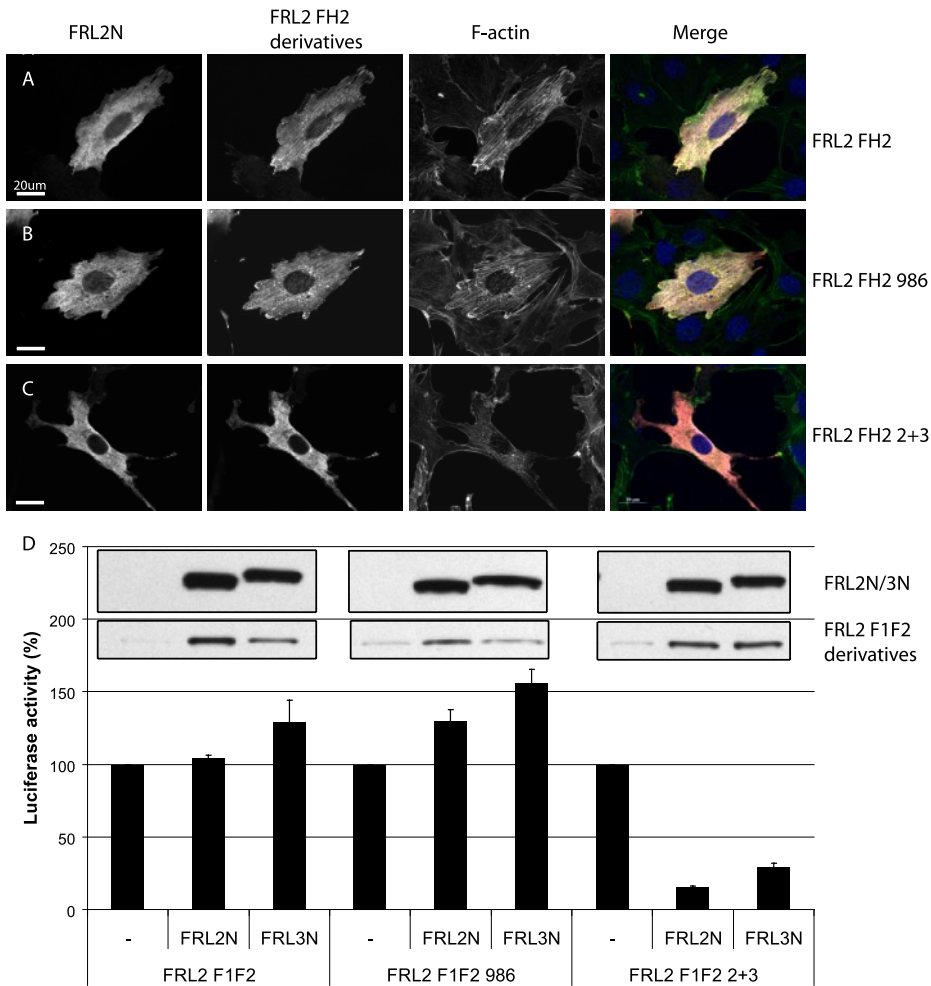 FRL2N
FRL2 FH2
derivatives
F-actin
Merge
A
20um
FRL2 FH2
B
FRL2 FH2 986
C
FRL2 FH2 2+3
D
250
200
150
100
50
0
Luciferase activity (%)
FRL2N/3N
FRL2 F1F2
derivatives
- FRL2N FRL3N - FRL2N FRL3N - FRL2N FRL3N
FRL2 F1F2 FRL2 F1F2 986 FRL2 F1F2 2+3